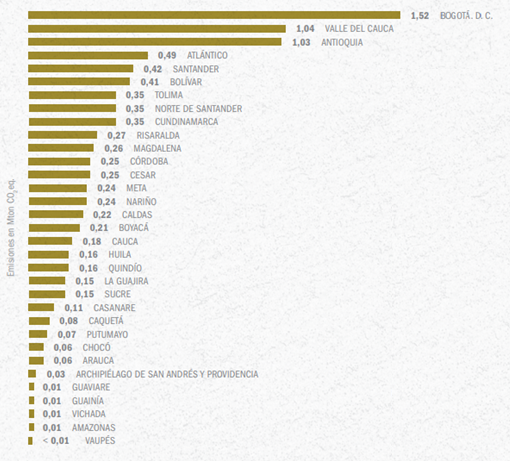 1,52 BOGOTÁ. D. C.
1,04 VALLE DEL CAUCA
1,03 ANTIOQUIA
0,49 ATLÁNTICO
0,42 SANTANDER
0,41 BOLÍVAR
0,35 TOLIMA
0,35 NORTE DE SANTANDER
0,35 CUNDINAMARCA
0,27 RISARALDA
0,26 MAGDALENA
0,25 CÓRDOBA
0,25 CESAR
0,24 META
0,24 NARIÑO
0,22 CALDAS
0,21 BOYACÁ
0,18 CAUCA
0,16 HUILA
0,16 QUINDÍO
0,15 LA GUAJIRA
0,15 SUCRE
0,11 CASANARE
0,08 CAQUETÁ
0,07 PUTUMAYO
0,06 CHOCÓ
0,06 ARAUCA
0,03 ARCHIPIÉLAGO DE SAN ANDRÉS Y PROVIDENCIA
0,01 GUAVIARE
0,01 GUAINÍA
0,01 VICHADA
0,01 AMAZONAS
< 0,01 VAUPÉS
Emisiones en Mton CO₂ eq.